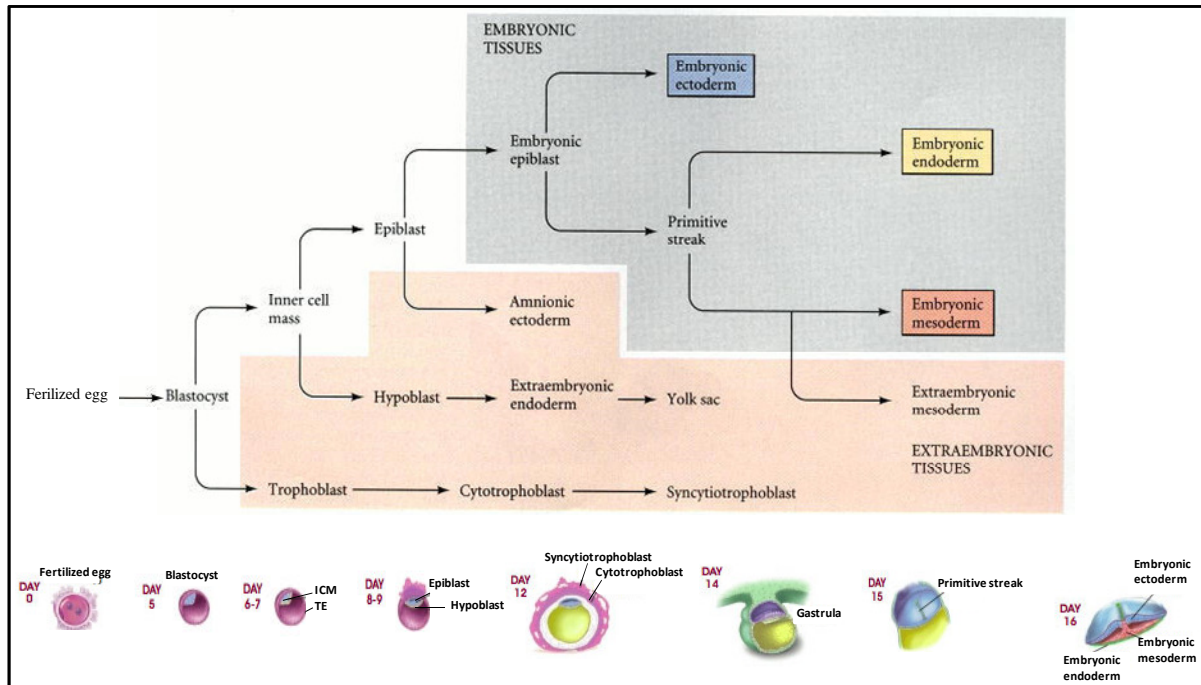 EMBRYONIC
TISSUES
Embryonic
ectoderm
Embryonic
epiblast
Embryonic
endoderm
Epiblast
Primitive
streak
Inner cell
mass
Amnionic
ectoderm
Embryonic
mesoderm
Ferilized egg
Blastocyst
Hypoblast
Extraembryonic
endoderm
Yolk sac
Extraembryonic
mesoderm
EXTRAEMBRYONIC
TISSUES
Trophoblast
Cytotrophoblast
Syncytiotrophoblast
DAY
0
Fertilized egg
DAY
5
Blastocyst
DAY
6-7
ICM
TE
DAY
8-9
Epiblast
Hypoblast
DAY
12
Syncytiotrophoblast
Cytotrophoblast
DAY
14
Gastrula
DAY
15
Primitive streak
DAY
16
Embryonic
ectoderm
Embryonic
mesoderm
Embryonic
endoderm